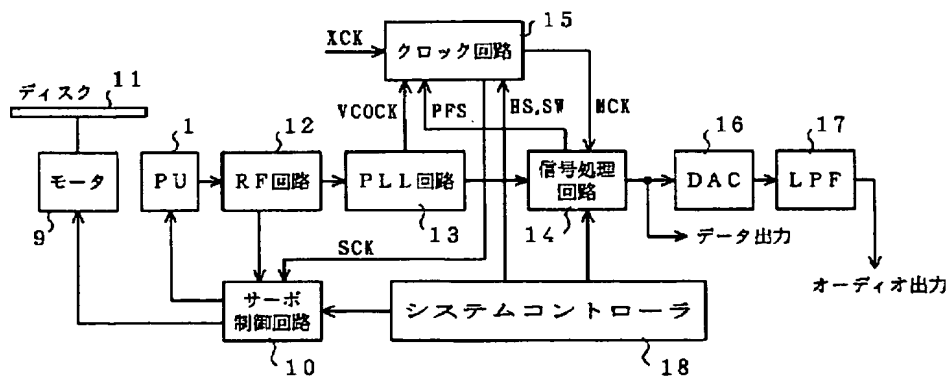 15
XCK
クロック回路
ディスク
11
VCOCK
PFS
HS,SW
MCK
12
1
16
17
モータ
PU
RF回路
PLL回路
信号処理
回路
DAC
LPF
9
13
14
データ出力
SCK
オーディオ出力
サーボ
制御回路
システムコントローラ
10
18